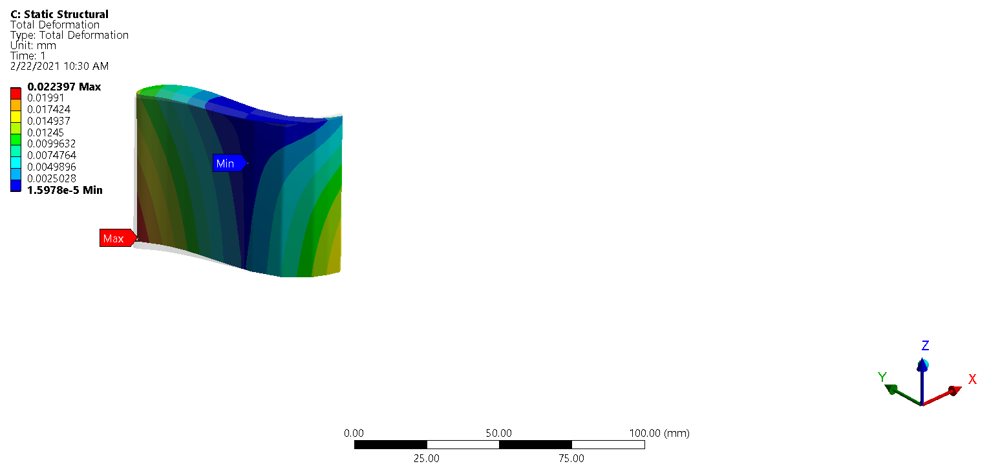 C: Static Structural
Total Deformation
Type: Total Deformation
Unit: mm
Time: 1
2/22/2021 10:30 AM
0.022397 Max
0.01991
0.017424
0.014937
0.01245
0.0099632
0.0074764
0.0049896
0.0025028
1.5978e-5 Min
Min
Max
Z
Y
X
0.00 50.00 100.00 (mm)
25.00 75.00